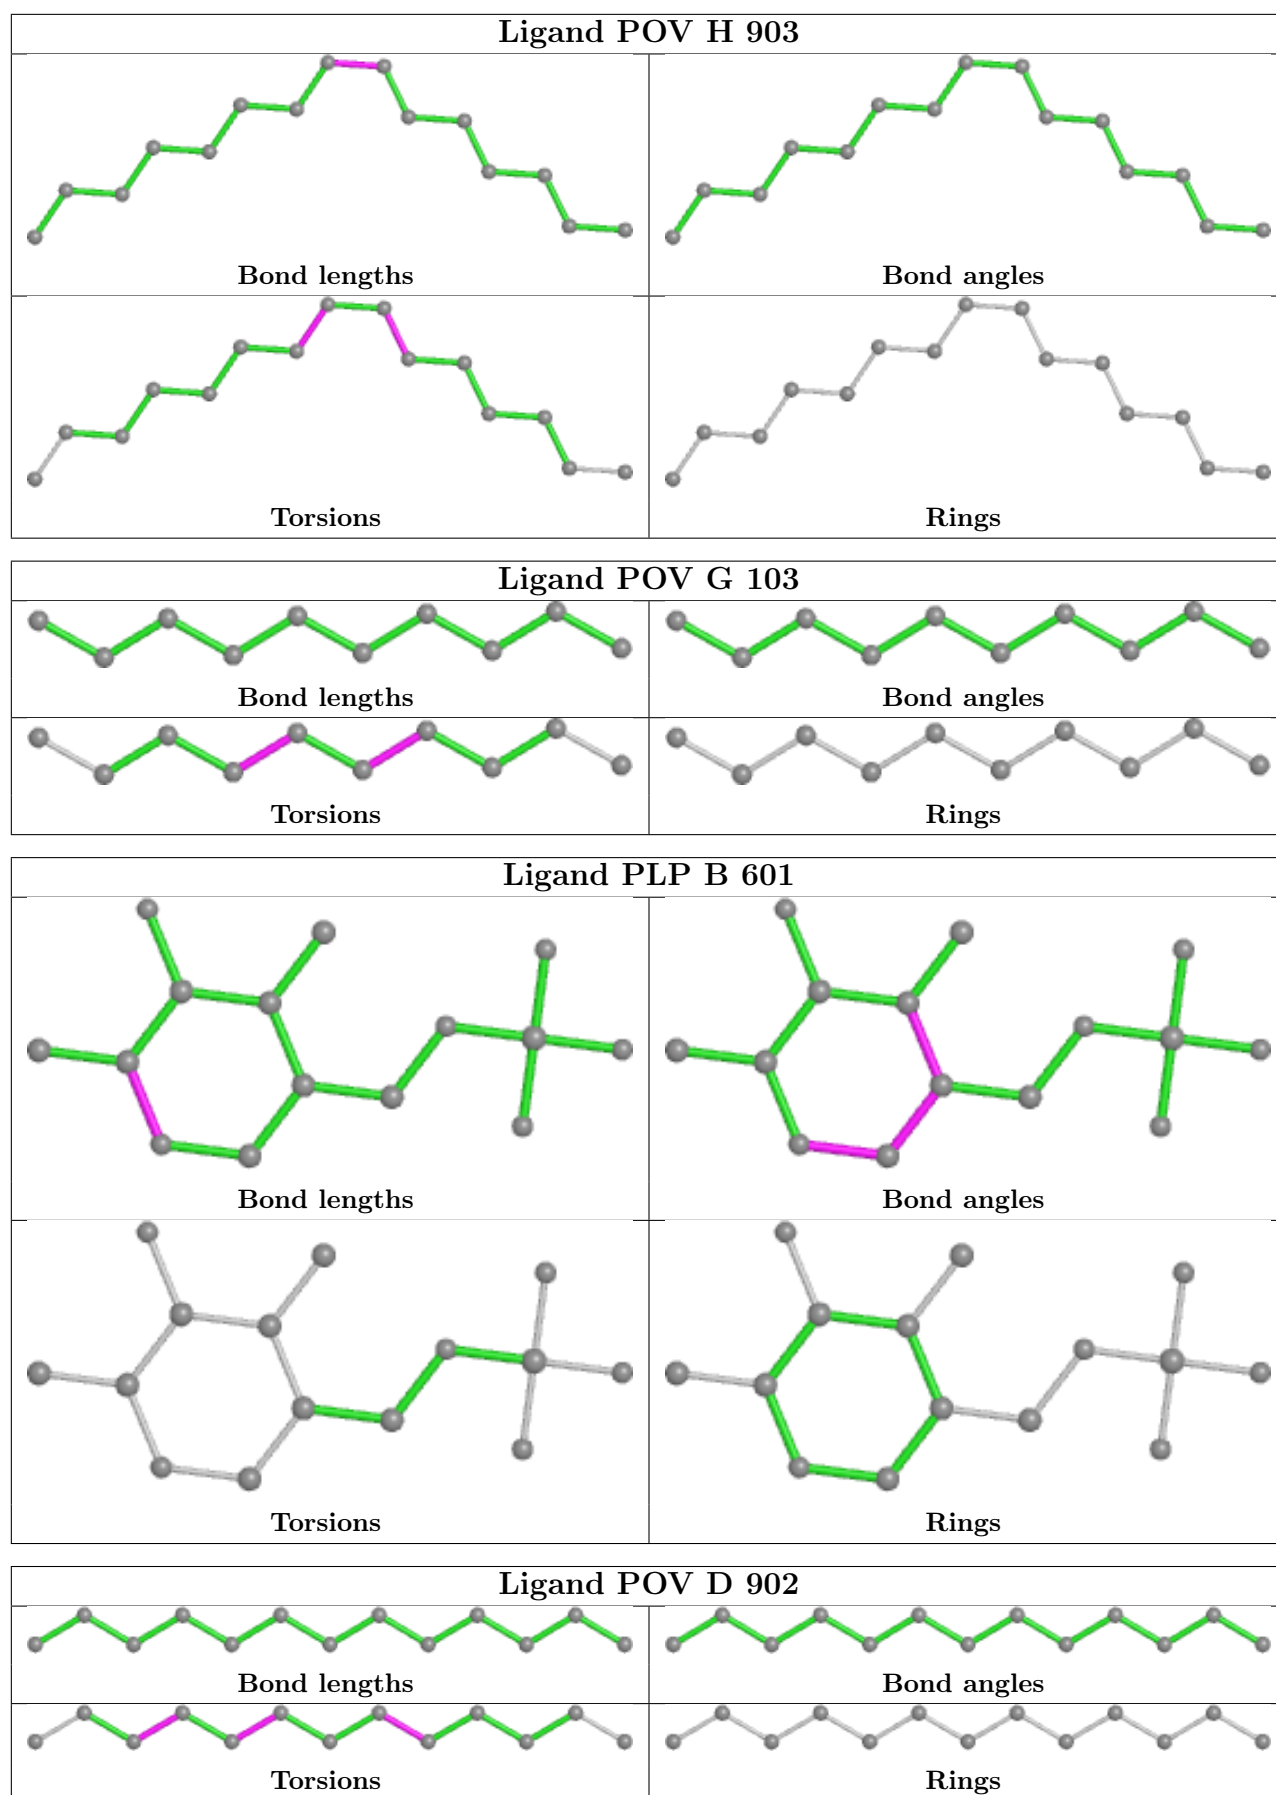 Ligand POV H 903
Bond lengths
Bond angles
Torsions
Rings
Ligand POV G 103
Bond lengths
Bond angles
Torsions
Rings
Ligand PLP B 601
Bond lengths
Bond angles
Torsions
Rings
Ligand POV D 902
Bond lengths
Bond angles
Torsions
Rings